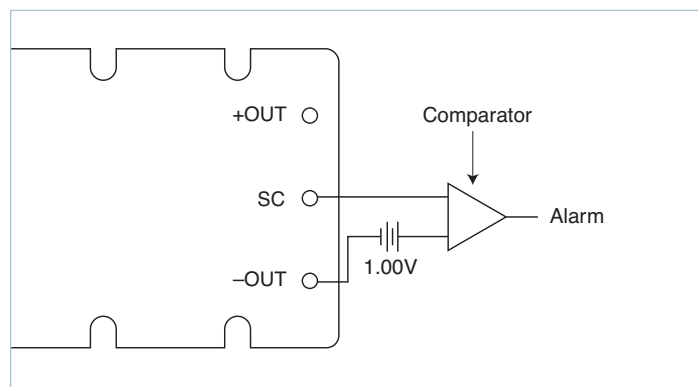 +OUT
Comparator
SC
Alarm
1.00V
–OUT